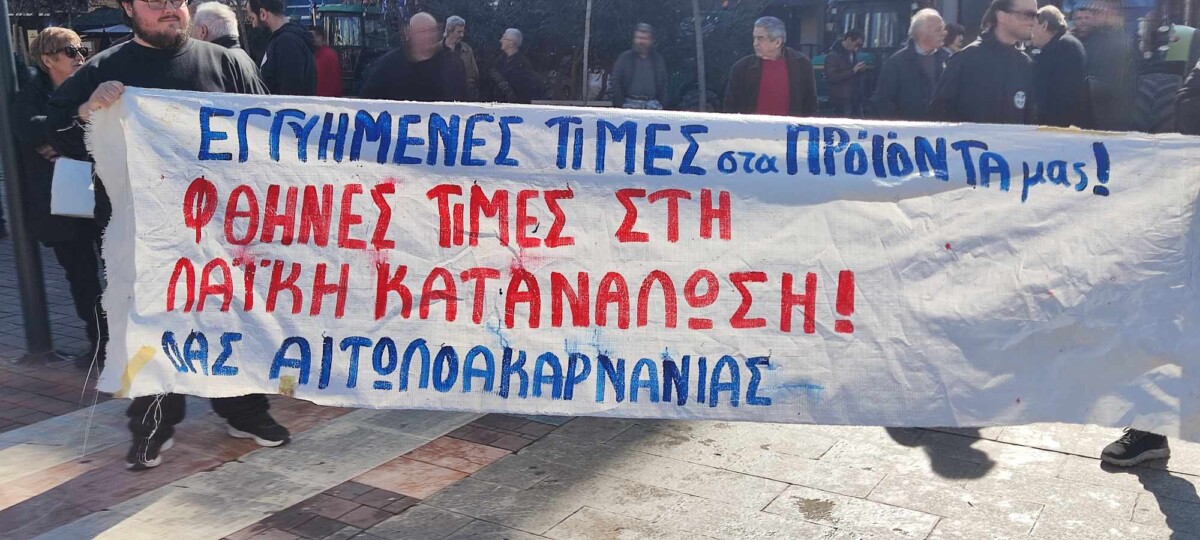 ΕΓΓΥΗΜΕΝΕΣ ΤΙΜΕΣ στα ΠΡΟΪΟΝΤΑ μας!
ΦΘΗΝΕΣ ΤΙΜΕΣ ΣΤΗ
ΛΑΪΚΗ ΚΑΤΑΝΑΛΩΣΗ!
ΟΑΣ ΑΙΤΩΛΟΑΚΑΡΝΑΝΙΑΣ